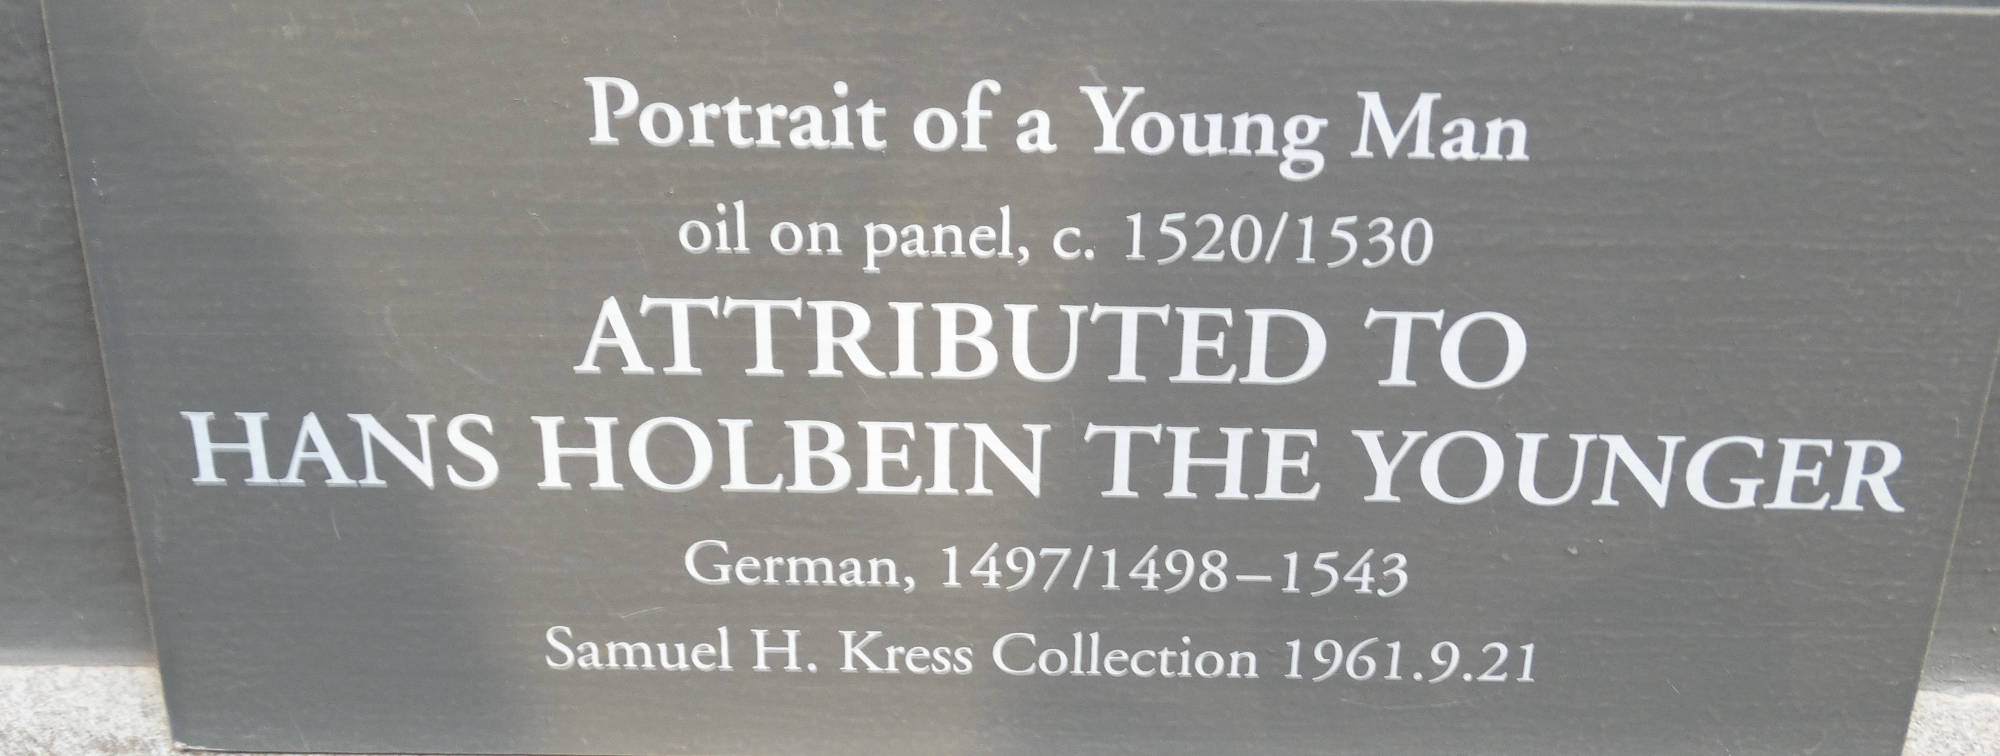 Portrait of a Young Man
oil on panel, c. 1520/1530
ATTRIBUTED TO
HANS HOLBEIN THE YOUNGER
German, 1497/1498–1543
Samuel H. Kress Collection 1961.9.21